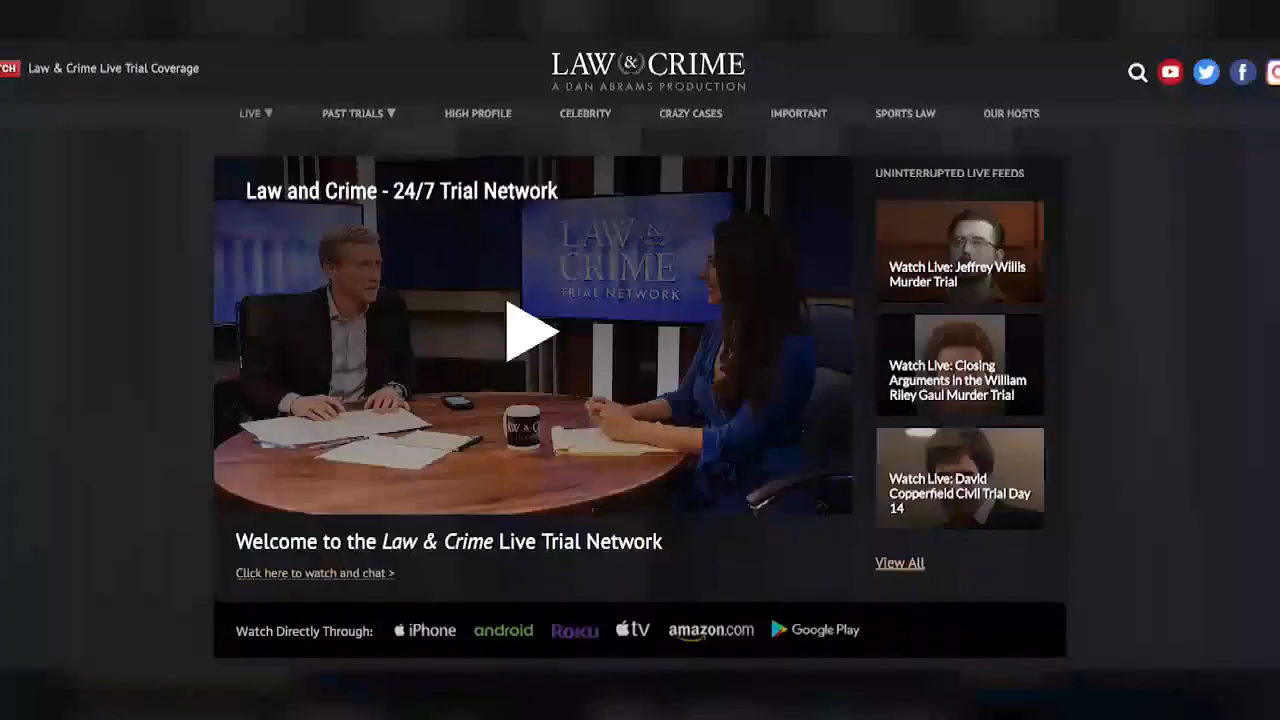 TCH Law & Crime Live Trial Coverage
LAW & CRIME
A DAN ABRAMS PRODUCTION
LIVE ▼ PAST TRIALS ▼ HIGH PROFILE CELEBRITY CRAZY CASES IMPORTANT SPORTS LAW OUR HOSTS
Law and Crime - 24/7 Trial Network
LAW &
CRIME
TRIAL NETWORK
UNINTERRUPTED LIVE FEEDS
Watch Live: Jeffrey Willis
Murder Trial
Watch Live: Closing
Arguments in the William
Riley Gaul Murder Trial
Watch Live: David
Copperfield Civil Trial Day
14
View All
Welcome to the Law & Crime Live Trial Network
Click here to watch and chat >
Watch Directly Through: iPhone android ROKU tv amazon.com Google Play